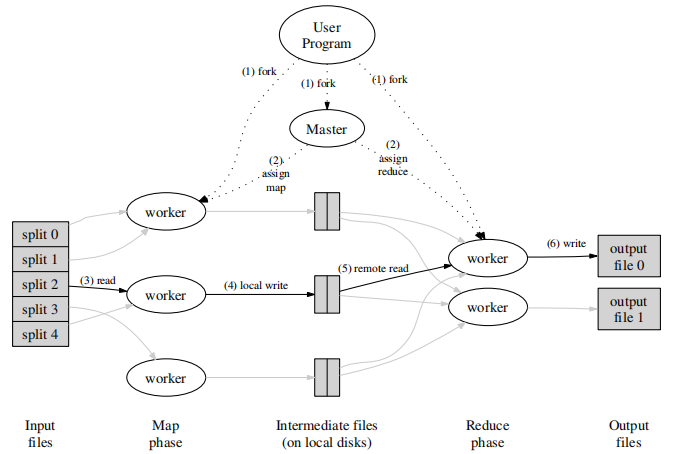 User
Program
(1) fork
(1) fork
(1) fork
Master
(2)
assign
map
(2)
assign
reduce
worker
split 0
split 1
split 2
split 3
split 4
(3) read
worker
(4) local write
(5) remote read
worker
(6) write
output
file 0
worker
output
file 1
worker
Input
files
Map
phase
Intermediate files
(on local disks)
Reduce
phase
Output
files